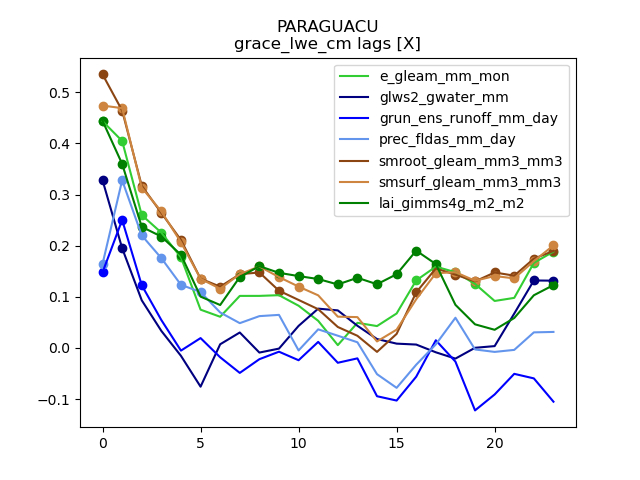 PARAGUACU
grace_lwe_cm lags [X]
e_gleam_mm_mon
glws2_gwater_mm
grun_ens_runoff_mm_day
prec_fldas_mm_day
smroot_gleam_mm3_mm3
smsurf_gleam_mm3_mm3
lai_gimms4g_m2_m2
0.5
0.4
0.3
0.2
0.1
0.0
−0.1
0 5 10 15 20